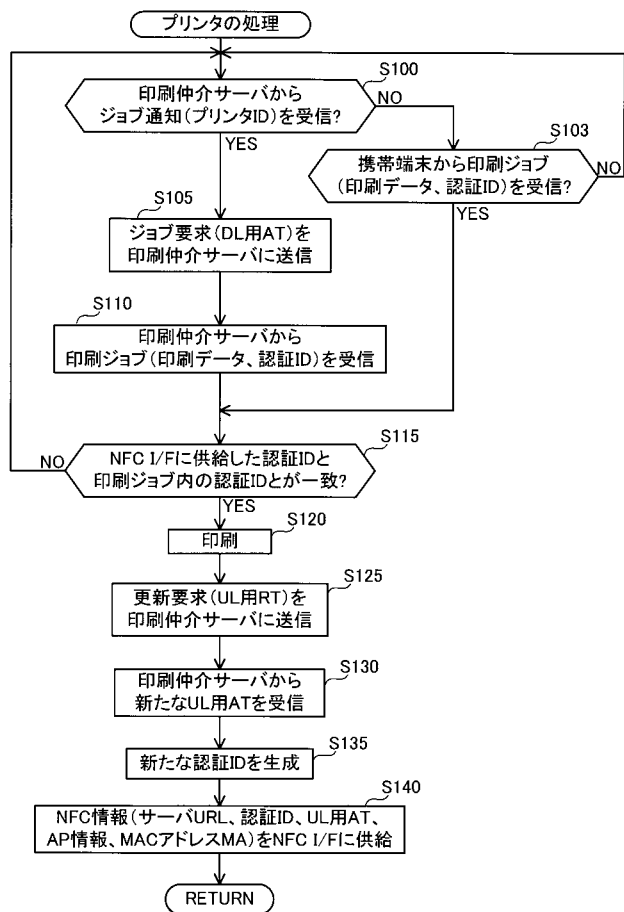 プリンタの処理
S100
印刷仲介サーバから
ジョブ通知(プリンタID)を受信?
NO
YES
S103
携帯端末から印刷ジョブ
(印刷データ、認証ID)を受信?
NO
YES
S105
ジョブ要求(DL用AT)を
印刷仲介サーバに送信
S110
印刷仲介サーバから
印刷ジョブ(印刷データ、認証ID)を受信
S115
NFC I/Fに供給した認証IDと
印刷ジョブ内の認証IDとが一致?
NO
YES
S120
印刷
S125
更新要求(UL用RT)を
印刷仲介サーバに送信
S130
印刷仲介サーバから
新たなUL用ATを受信
S135
新たな認証IDを生成
S140
NFC情報(サーバURL、認証ID、UL用AT、
AP情報、MACアドレスMA)をNFC I/Fに供給
RETURN